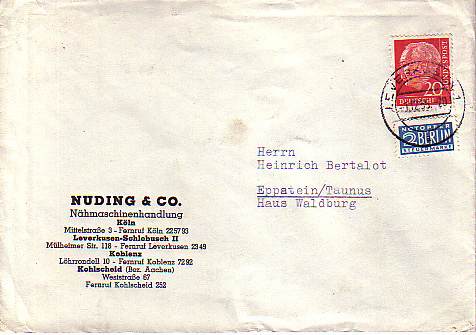 DEUTSCHE BUNDESPOST
20
NOTOPFER
2 BERLIN
STEUERMARKE
Herrn
Heinrich Bertalot
Eppstein/Taunus
Haus Waldburg
NUDING & CO.
Nähmaschinenhandlung
Köln
Mittelstraße 3 - Fernruf Köln 225793
Leverkusen-Schlebusch II
Mülheimer Str. 118 - Fernruf Leverkusen 2349
Koblenz
Löhrrondell 10 - Fernruf Koblenz 7292
Kohlscheid (Bez. Aachen)
Weststraße 67
Fernruf Kohlscheid 252